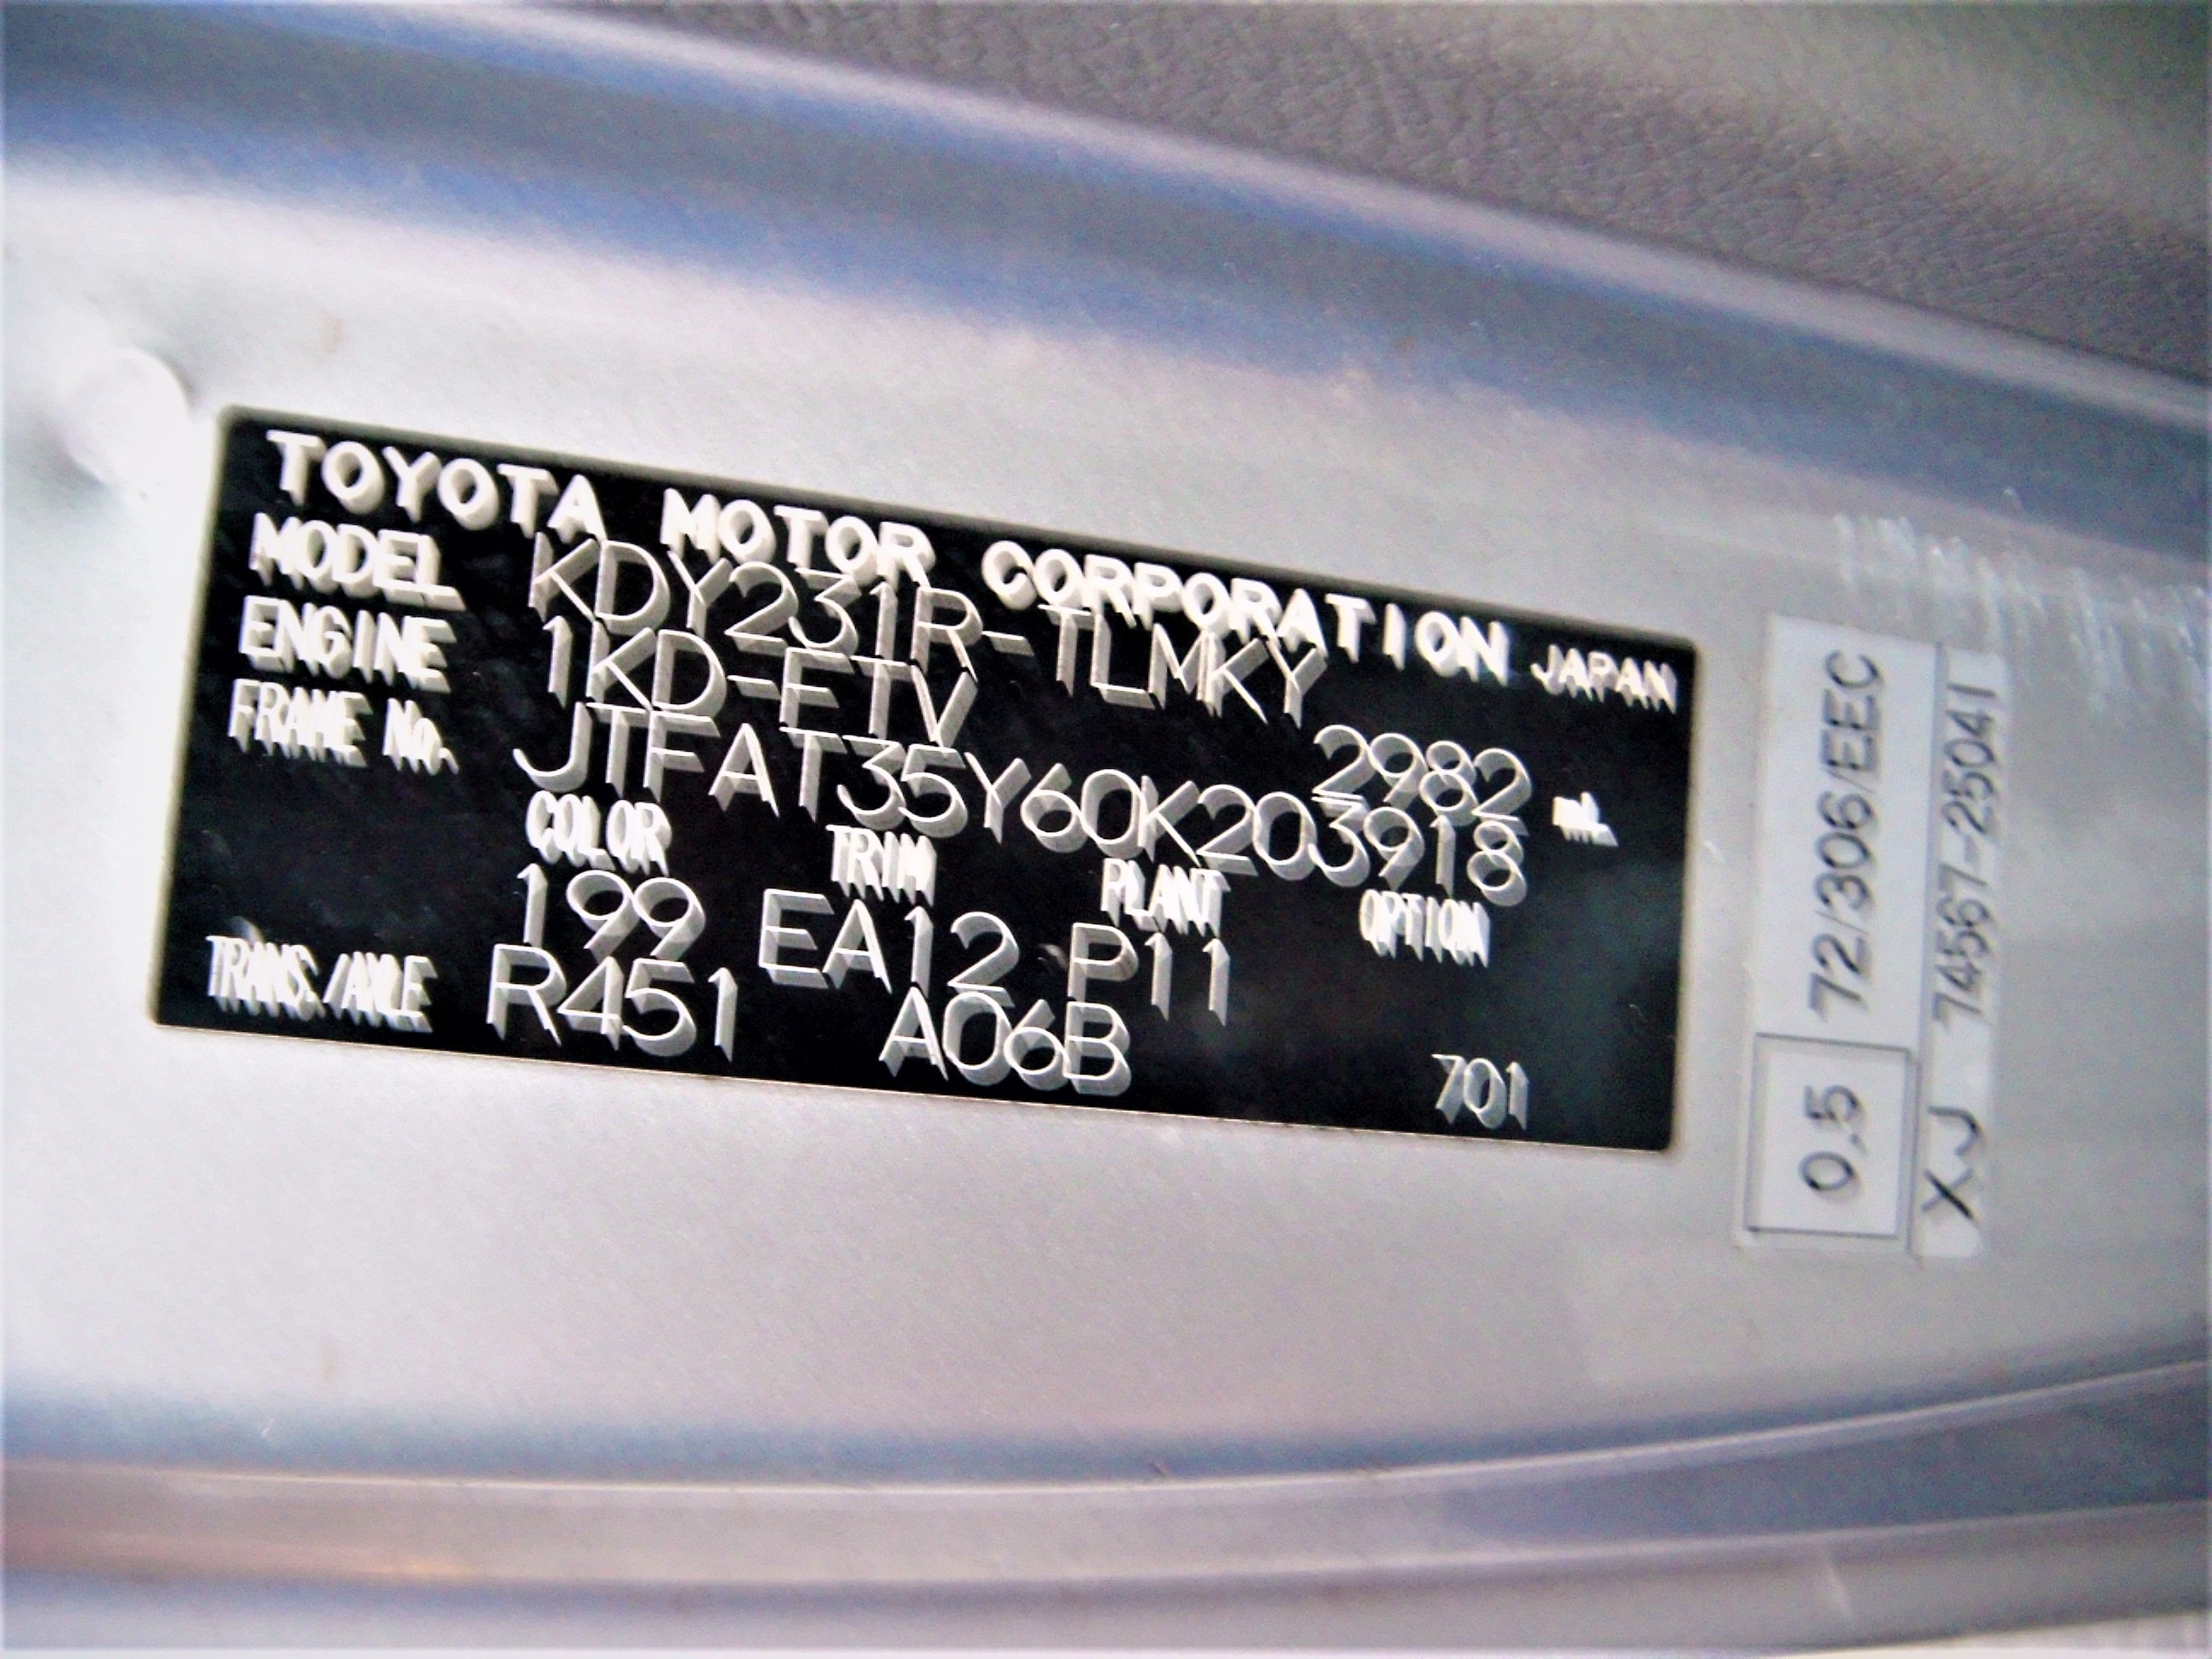 TOYOTA MOTOR CORPORATION JAPAN
MODEL KDY231R-TLMKY
ENGINE 1KD-FTV 2982 mL
FRAME No. JTFAT35Y60K203918
COLOR TRIM PLANT OPTION
199 EA12 P11
TRANS./AXLE R451 A06B
701
0,5 72/306/EEC
XJ 74567-25041